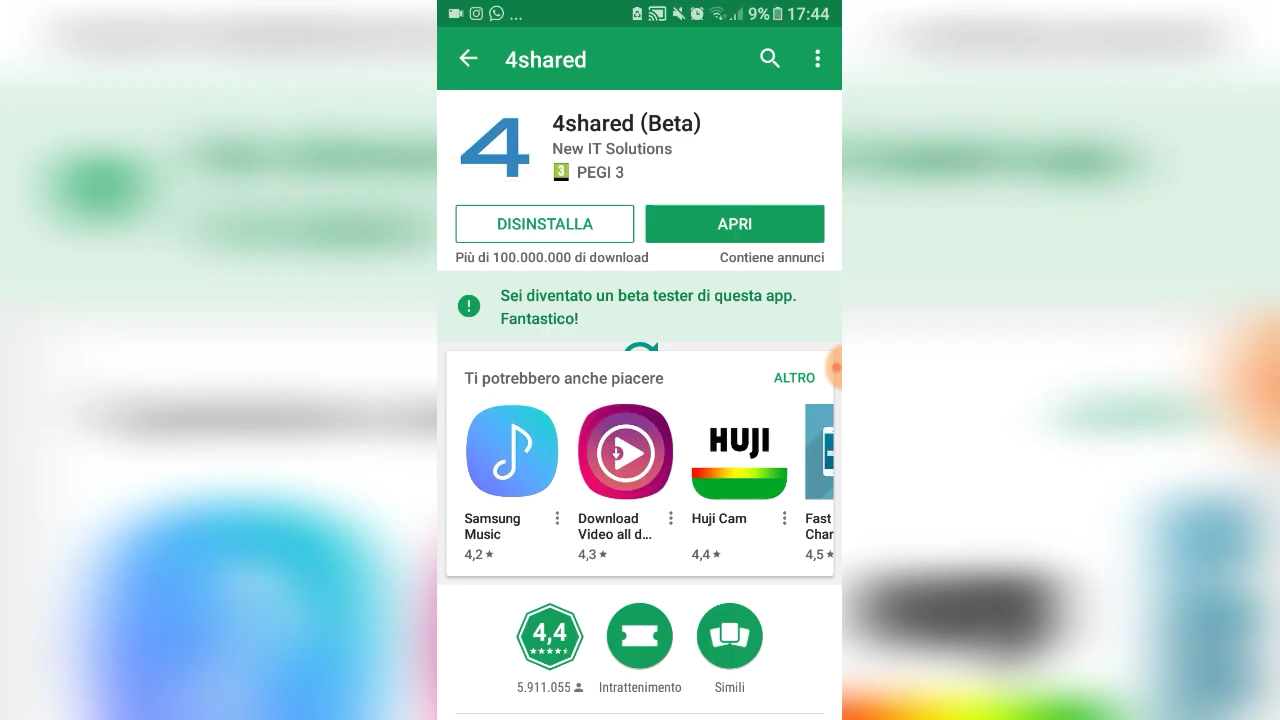 ... 9% 17:44
4shared
4 4shared (Beta)
New IT Solutions
3 PEGI 3
DISINSTALLA APRI
Più di 100.000.000 di download Contiene annunci
Sei diventato un beta tester di questa app.
Fantastico!
Ti potrebbero anche piacere ALTRO
HUJI
Samsung Download Huji Cam Fast
Music Video all d... Char
4,2★ 4,3★ 4,4★ 4,5★
4,4
5.911.055 Intrattenimento Simili